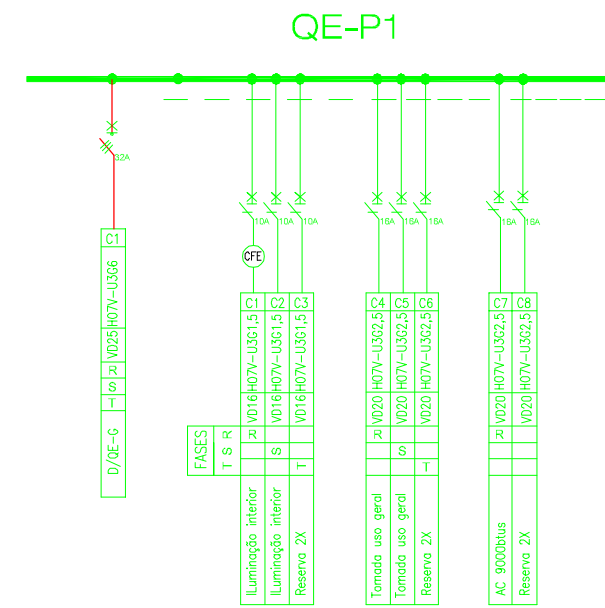 QE-P1
32A
10A
10A
10A
16A
16A
16A
16A
16A
CFE
C1
VD25 H07V-U3G6
R
S
T
D/QE-G
FASES
R
S
T
C1
VD16 H07V-U3G1,5
R
ILuminação interior
C2
VD16 H07V-U3G1,5
S
ILuminação interior
C3
VD16 H07V-U3G1,5
T
Reserva 2X
C4
VD20 H07V-U3G2,5
R
Tomada uso geral
C5
VD20 H07V-U3G2,5
S
Tomada uso geral
C6
VD20 H07V-U3G2,5
T
Reserva 2X
C7
VD20 H07V-U3G2,5
R
AC 9000btus
C8
VD20 H07V-U3G2,5
Reserva 2X